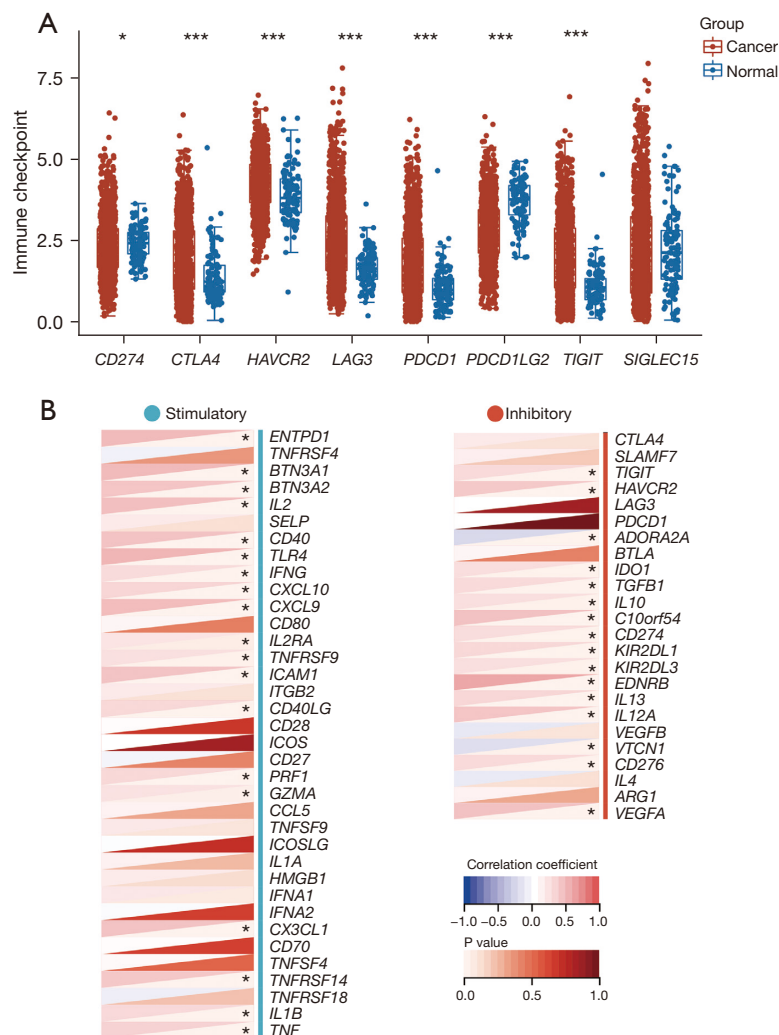 A
Group
Cancer
Normal
* *** *** *** *** *** ***
Immune checkpoint
7.5
5.0
2.5
0.0
CD274 CTLA4 HAVCR2 LAG3 PDCD1 PDCD1LG2 TIGIT SIGLEC15
B
Stimulatory
* ENTPD1
TNFRSF4
* BTN3A1
* BTN3A2
* IL2
SELP
* CD40
* TLR4
* IFNG
* CXCL10
* CXCL9
CD80
* IL2RA
* TNFRSF9
* ICAM1
ITGB2
* CD40LG
CD28
ICOS
CD27
* PRF1
* GZMA
CCL5
TNFSF9
ICOSLG
IL1A
HMGB1
IFNA1
IFNA2
* CX3CL1
CD70
TNFSF4
* TNFRSF14
TNFRSF18
* IL1B
* TNF
Inhibitory
CTLA4
SLAMF7
* TIGIT
* HAVCR2
LAG3
PDCD1
* ADORA2A
BTLA
* IDO1
* TGFB1
* IL10
* C10orf54
* CD274
* KIR2DL1
* KIR2DL3
* EDNRB
* IL13
* IL12A
VEGFB
* VTCN1
* CD276
IL4
ARG1
* VEGFA
Correlation coefficient
−1.0 −0.5 0.0 0.5 1.0
P value
0.0 0.5 1.0